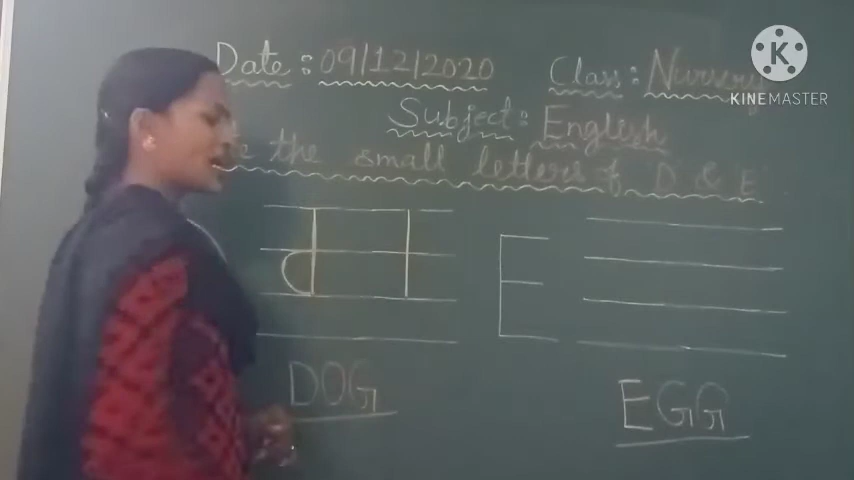 Date : 09/12/2020 Class : Nursery
Subject : English
the small letters of D & E
d E
DOG EGG
K
KINEMASTER